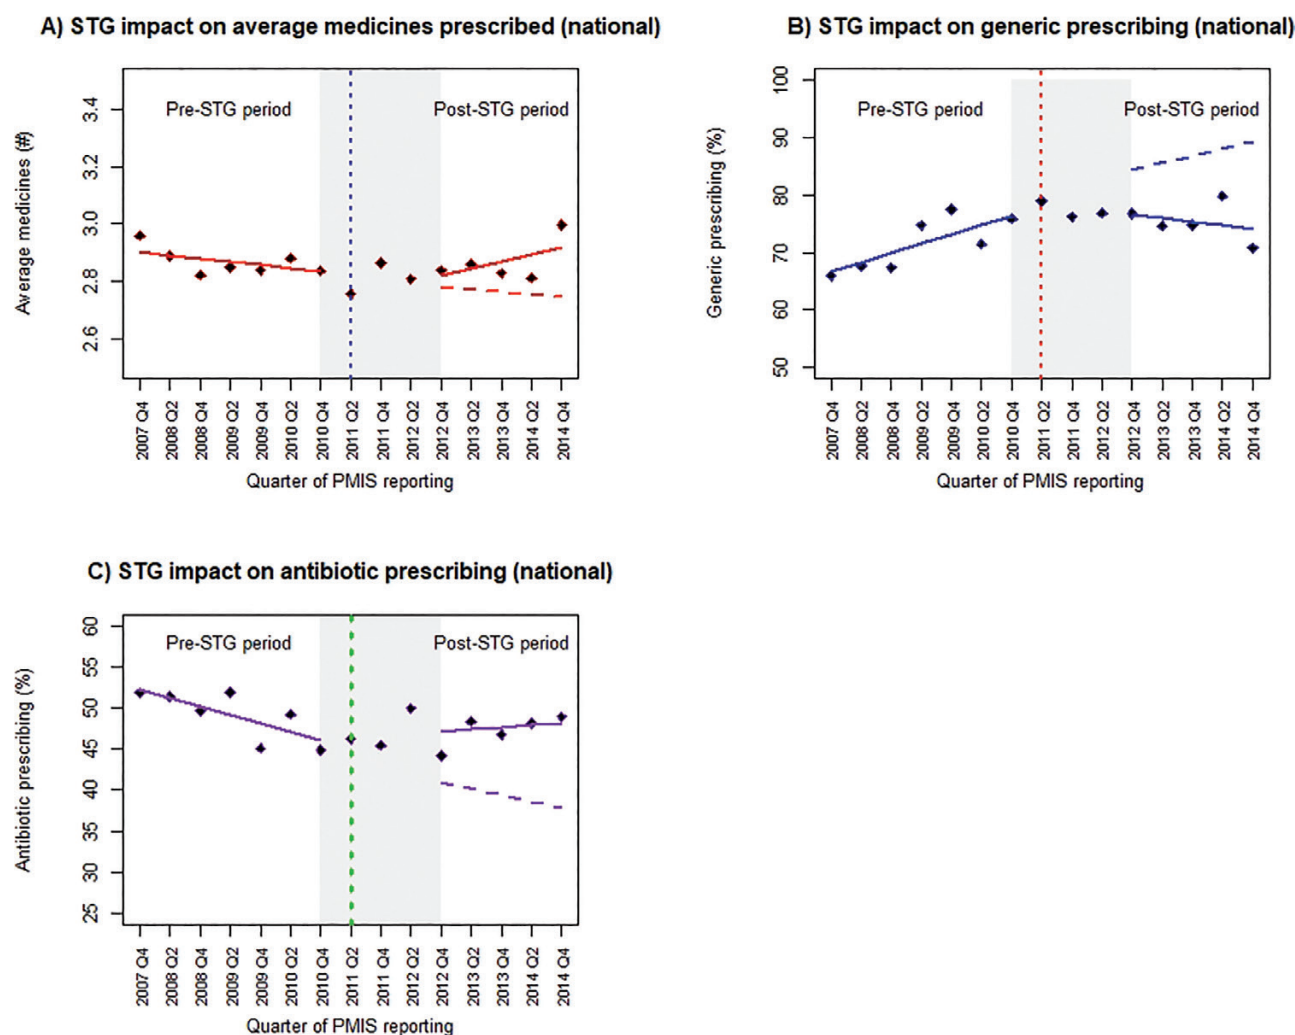 A) STG impact on average medicines prescribed (national)
Pre-STG period
Post-STG period
Average medicines (#)
3.4
3.2
3.0
2.8
2.6
2007 Q4
2008 Q2
2008 Q4
2009 Q2
2009 Q4
2010 Q2
2010 Q4
2011 Q2
2011 Q4
2012 Q2
2012 Q4
2013 Q2
2013 Q4
2014 Q2
2014 Q4
Quarter of PMIS reporting
B) STG impact on generic prescribing (national)
Pre-STG period
Post-STG period
Generic prescribing (%)
100
90
80
70
60
50
2007 Q4
2008 Q2
2008 Q4
2009 Q2
2009 Q4
2010 Q2
2010 Q4
2011 Q2
2011 Q4
2012 Q2
2012 Q4
2013 Q2
2013 Q4
2014 Q2
2014 Q4
Quarter of PMIS reporting
C) STG impact on antibiotic prescribing (national)
Pre-STG period
Post-STG period
Antibiotic prescribing (%)
60
55
50
45
40
35
30
25
2007 Q4
2008 Q2
2008 Q4
2009 Q2
2009 Q4
2010 Q2
2010 Q4
2011 Q2
2011 Q4
2012 Q2
2012 Q4
2013 Q2
2013 Q4
2014 Q2
2014 Q4
Quarter of PMIS reporting